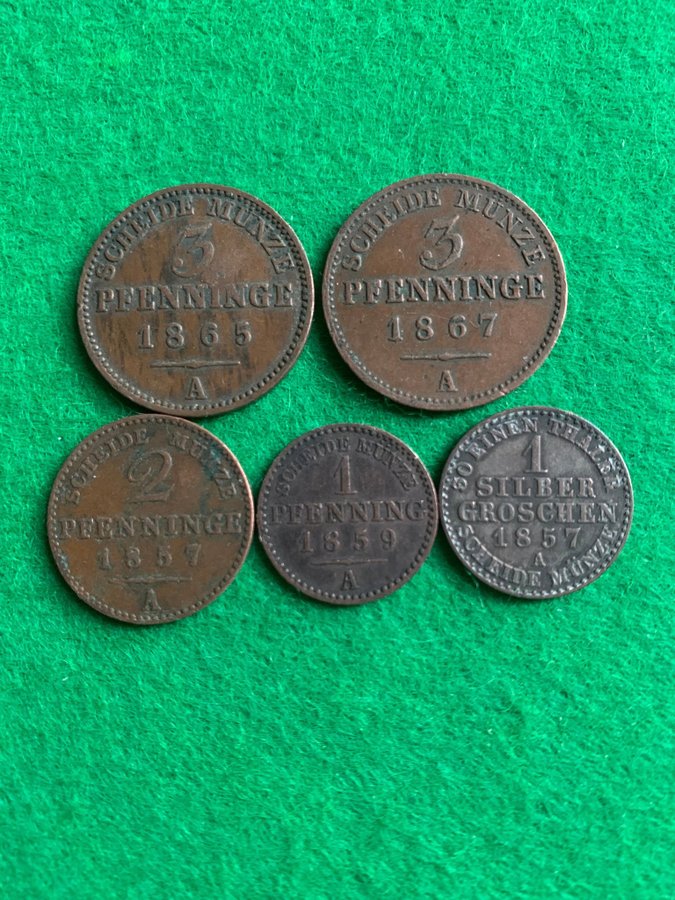 SCHEIDE MÜNZE
3
PFENNINGE
1865
A
SCHEIDE MÜNZE
3
PFENNINGE
1867
A
SCHEIDE MÜNZE
2
PFENNINGE
1857
A
SCHEIDE MÜNZE
1
PFENNING
1859
A
30 EINEN THALER
1
SILBER
GROSCHEN
1857
A
SCHEIDE MÜNZE